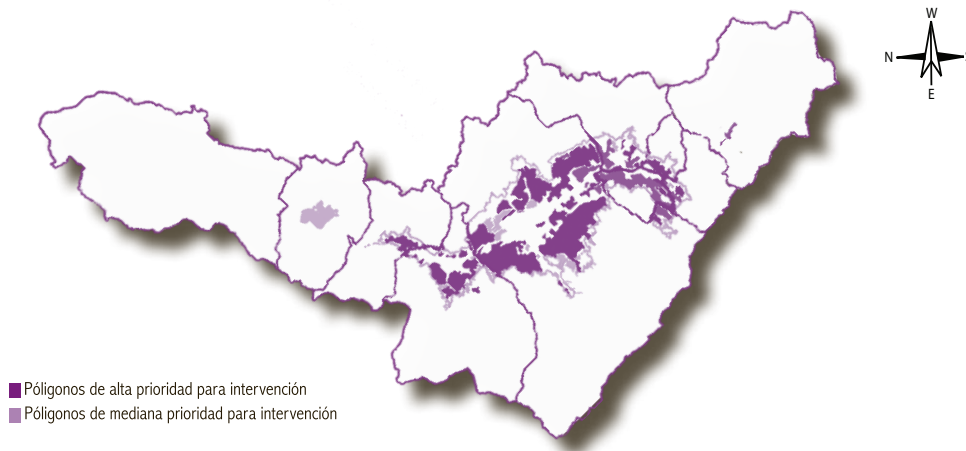 W
N
E
Póligonos de alta prioridad para intervención
Póligonos de mediana prioridad para intervención